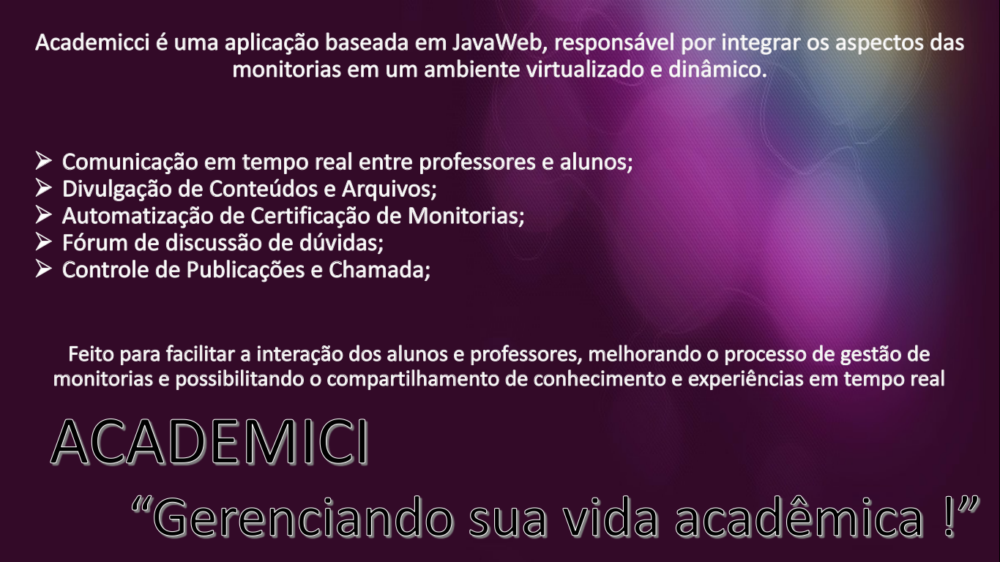 Academicci é uma aplicação baseada em JavaWeb, responsável por integrar os aspectos das
monitorias em um ambiente virtualizado e dinâmico.
➢ Comunicação em tempo real entre professores e alunos;
➢ Divulgação de Conteúdos e Arquivos;
➢ Automatização de Certificação de Monitorias;
➢ Fórum de discussão de dúvidas;
➢ Controle de Publicações e Chamada;
Feito para facilitar a interação dos alunos e professores, melhorando o processo de gestão de
monitorias e possibilitando o compartilhamento de conhecimento e experiências em tempo real
ACADEMICI
“Gerenciando sua vida acadêmica !”